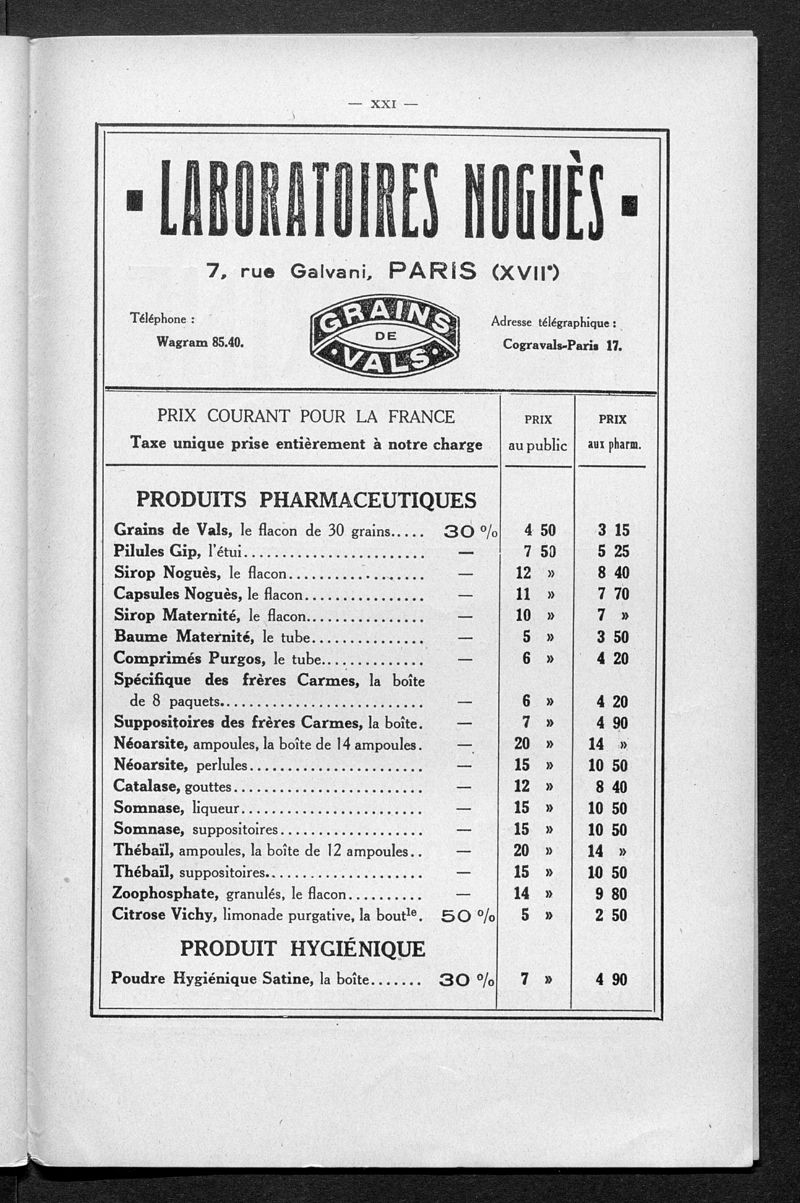 — XXI —
LABORATOIRES NOGUÈS
7, rue Galvani, PARIS (XVIIe)
Téléphone :
Wagram 85.40.
GRAINS
DE
VALS
Adresse télégraphique :
Cogravals-Paris 17.
PRIX COURANT POUR LA FRANCE
Taxe unique prise entièrement à notre charge
PRIX
au public
PRIX
aux pharm.
PRODUITS PHARMACEUTIQUES
Grains de Vals, le flacon de 30 grains..... 30 % 4 50 3 15
Pilules Gip, l'étui......................... — 7 50 5 25
Sirop Noguès, le flacon................... — 12 » 8 40
Capsules Noguès, le flacon................ — 11 » 7 70
Sirop Maternité, le flacon................ — 10 » 7 »
Baume Maternité, le tube............... — 5 » 3 50
Comprimés Purgos, le tube.............. — 6 » 4 20
Spécifique des frères Carmes, la boîte
de 8 paquets............................ — 6 » 4 20
Suppositoires des frères Carmes, la boîte. — 7 » 4 90
Néoarsite, ampoules, la boîte de 14 ampoules. — 20 » 14 »
Néoarsite, perlules........................ — 15 » 10 50
Catalase, gouttes.......................... — 12 » 8 40
Somnase, liqueur......................... — 15 » 10 50
Somnase, suppositoires.................... — 15 » 10 50
Thébaïl, ampoules, la boîte de 12 ampoules.. — 20 » 14 »
Thébaïl, suppositoires...................... — 15 » 10 50
Zoophosphate, granulés, le flacon.......... — 14 » 9 80
Citrose Vichy, limonade purgative, la boutle. 50 % 5 » 2 50
PRODUIT HYGIÉNIQUE
Poudre Hygiénique Satine, la boîte....... 30 % 7 » 4 90